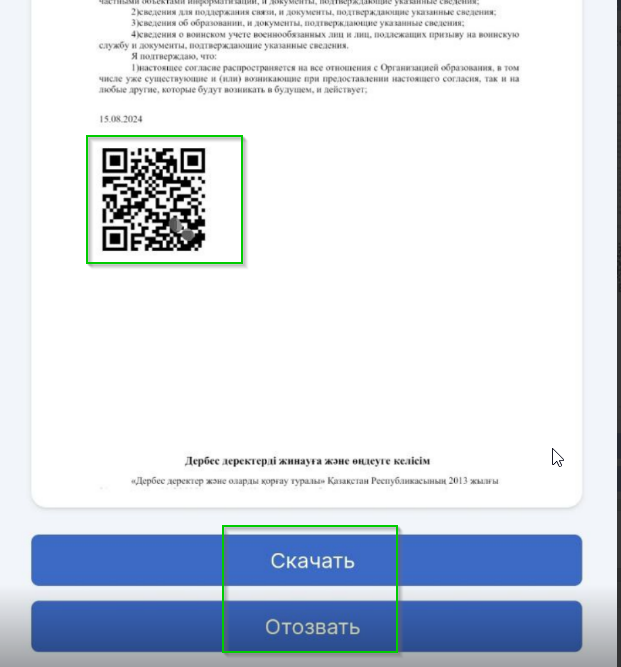 частными объектами информатизации, и документы, подтверждающие указанные сведения;
2)сведения для поддержания связи, и документы, подтверждающие указанные сведения;
3)сведения об образовании, и документы, подтверждающие указанные сведения;
4)сведения о воинском учете военнообязанных лиц и лиц, подлежащих призыву на воинскую
службу и документы, подтверждающие указанные сведения.
Я подтверждаю, что:
1)настоящее согласие распространяется на все отношения с Организацией образования, в том
числе уже существующие и (или) возникающие при предоставлении настоящего согласия, так и на
любые другие, которые будут возникать в будущем, и действует;
15.08.2024
Дербес деректерді жинауға және өңдеуге келісім
«Дербес деректер және оларды қорғау туралы» Қазақстан Республикасының 2013 жылғы
Скачать
Отозвать